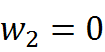 w₂ = 0